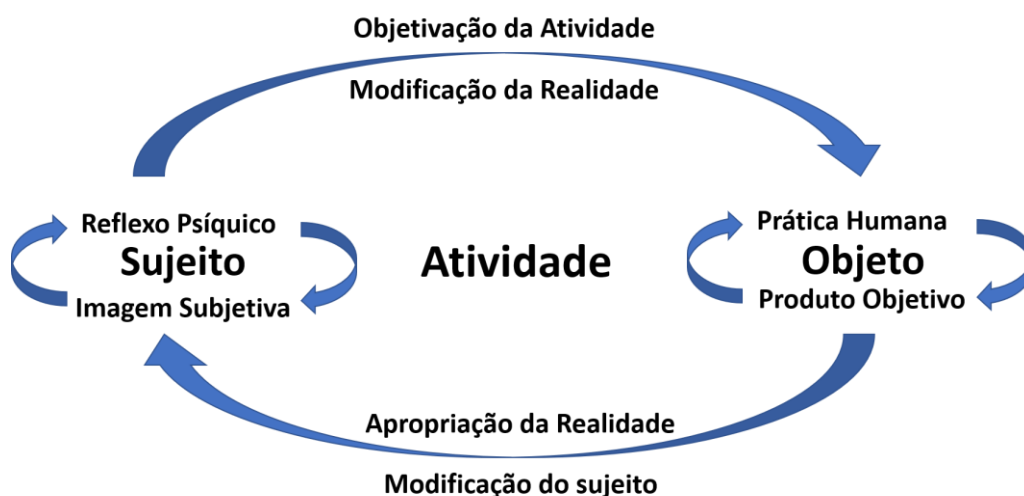 Objetivação da Atividade
Modificação da Realidade
Reflexo Psíquico
Sujeito
Imagem Subjetiva
Atividade
Prática Humana
Objeto
Produto Objetivo
Apropriação da Realidade
Modificação do sujeito